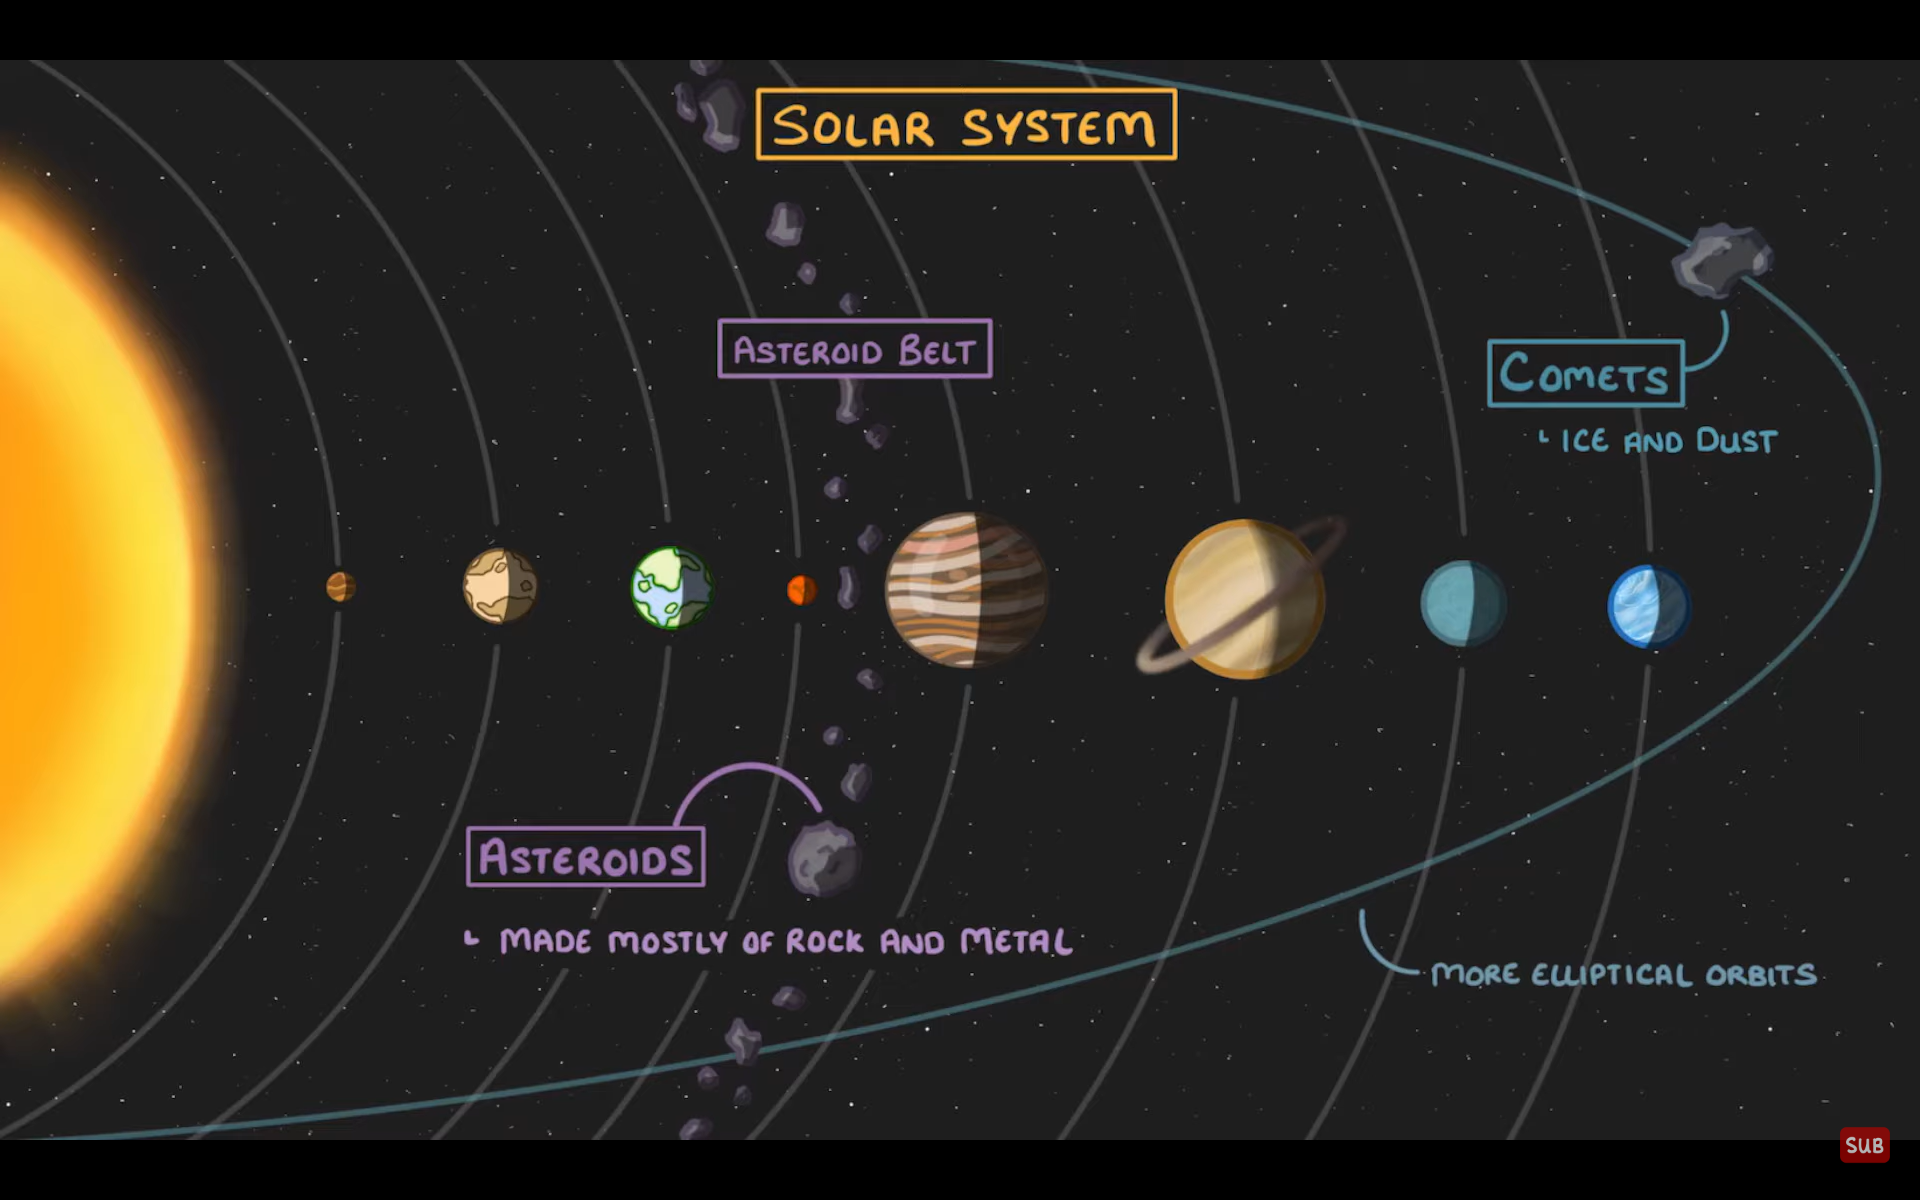 SOLAR SYSTEM
ASTEROID BELT
COMETS
ICE AND DUST
ASTEROIDS
MADE MOSTLY OF ROCK AND METAL
MORE ELLIPTICAL ORBITS
SUB